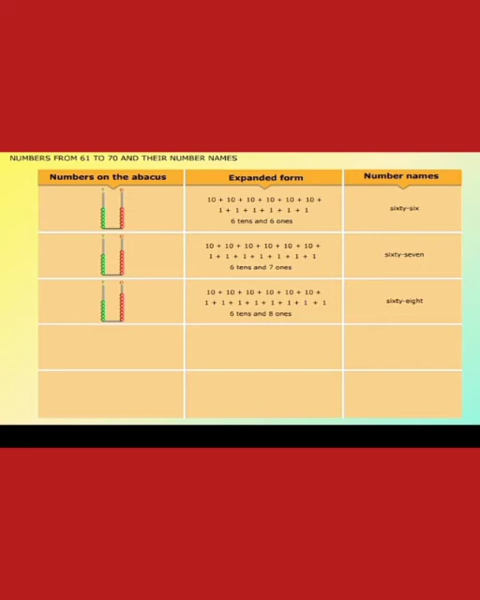 NUMBERS FROM 61 TO 70 AND THEIR NUMBER NAMES
Numbers on the abacus
Expanded form
Number names
10 + 10 + 10 + 10 + 10 + 10 +
1 + 1 + 1 + 1 + 1 + 1 + 1
6 tens and 6 ones
sixty-six
10 + 10 + 10 + 10 + 10 + 10 +
1 + 1 + 1 + 1 + 1 + 1 + 1 + 1
6 tens and 7 ones
sixty-seven
10 + 10 + 10 + 10 + 10 + 10 +
1 + 1 + 1 + 1 + 1 + 1 + 1 + 1 + 1
6 tens and 8 ones
sixty-eight